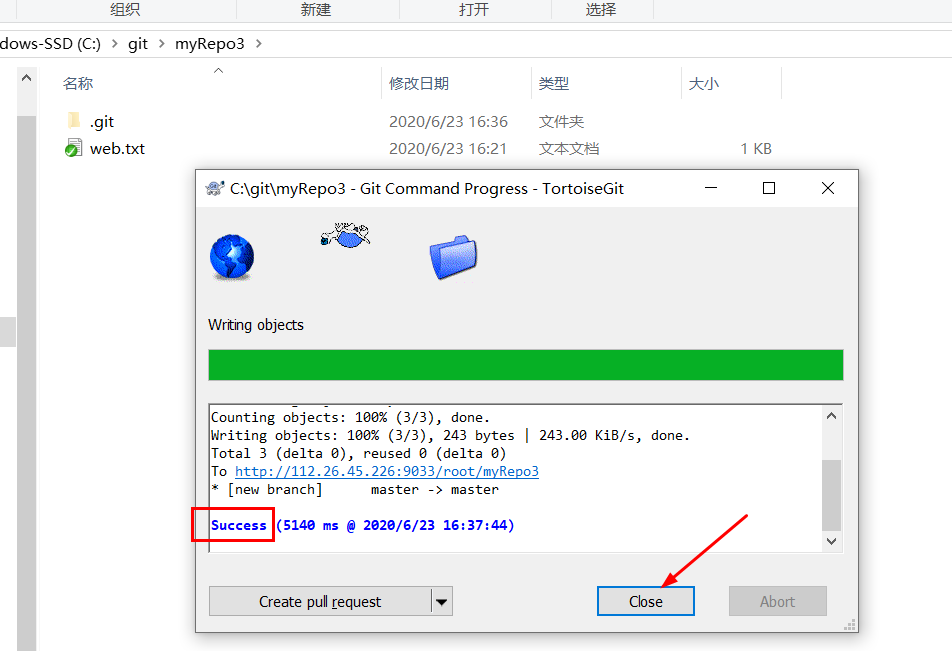 组织 新建 打开 选择
dows-SSD (C:) > git > myRepo3 >
名称 修改日期 类型 大小
.git 2020/6/23 16:36 文件夹
web.txt 2020/6/23 16:21 文本文档 1 KB
C:\git\myRepo3 - Git Command Progress - TortoiseGit
Writing objects
Counting objects: 100% (3/3), done.
Writing objects: 100% (3/3), 243 bytes | 243.00 KiB/s, done.
Total 3 (delta 0), reused 0 (delta 0)
To http://112.26.45.226:9033/root/myRepo3
* [new branch] master -> master
Success (5140 ms @ 2020/6/23 16:37:44)
Create pull request Close Abort